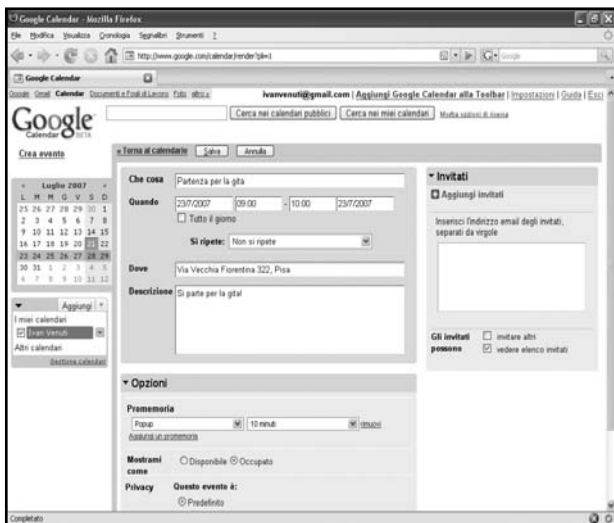 Google Calendar - Mozilla Firefox
File Modifica Visualizza Cronologia Segnalibri Strumenti ?
http://www.google.com/calendar/render?pli=1
Google
Google Calendar
Google Gmail Calendar Documenti e Fogli di Lavoro Foto altro »
ivanvenuti@gmail.com | Aggiungi Google Calendar alla Toolbar | Impostazioni | Guida | Esci
Google
Calendar BETA
Cerca nei calendari pubblici Cerca nei miei calendari Mostra opzioni di ricerca
Crea evento
« Torna al calendario Salva Annulla
Luglio 2007
L M M G V S D
25 26 27 28 29 30 1
2 3 4 5 6 7 8
9 10 11 12 13 14 15
16 17 18 19 20 21 22
23 24 25 26 27 28 29
30 31 1 2 3 4 5
6 7 8 9 10 11 12
Aggiungi
I miei calendari
Ivan Venuti
Altri calendari
Gestione calendari
Che cosa Partenza per la gita
Quando 23/7/2007 09:00 - 10:00 23/7/2007
Tutto il giorno
Si ripete: Non si ripete
Dove Via Vecchia Fiorentina 322, Pisa
Descrizione Si parte per la gita!
Invitati
Aggiungi invitati
Inserisci l'indirizzo email degli invitati,
separati da virgole
Gli invitati possono
invitare altri
vedere elenco invitati
Opzioni
Promemoria
Popup 10 minuti rimuovi
Aggiungi un promemoria
Mostrami come
Disponibile Occupato
Privacy Questo evento è:
Predefinito
Completato